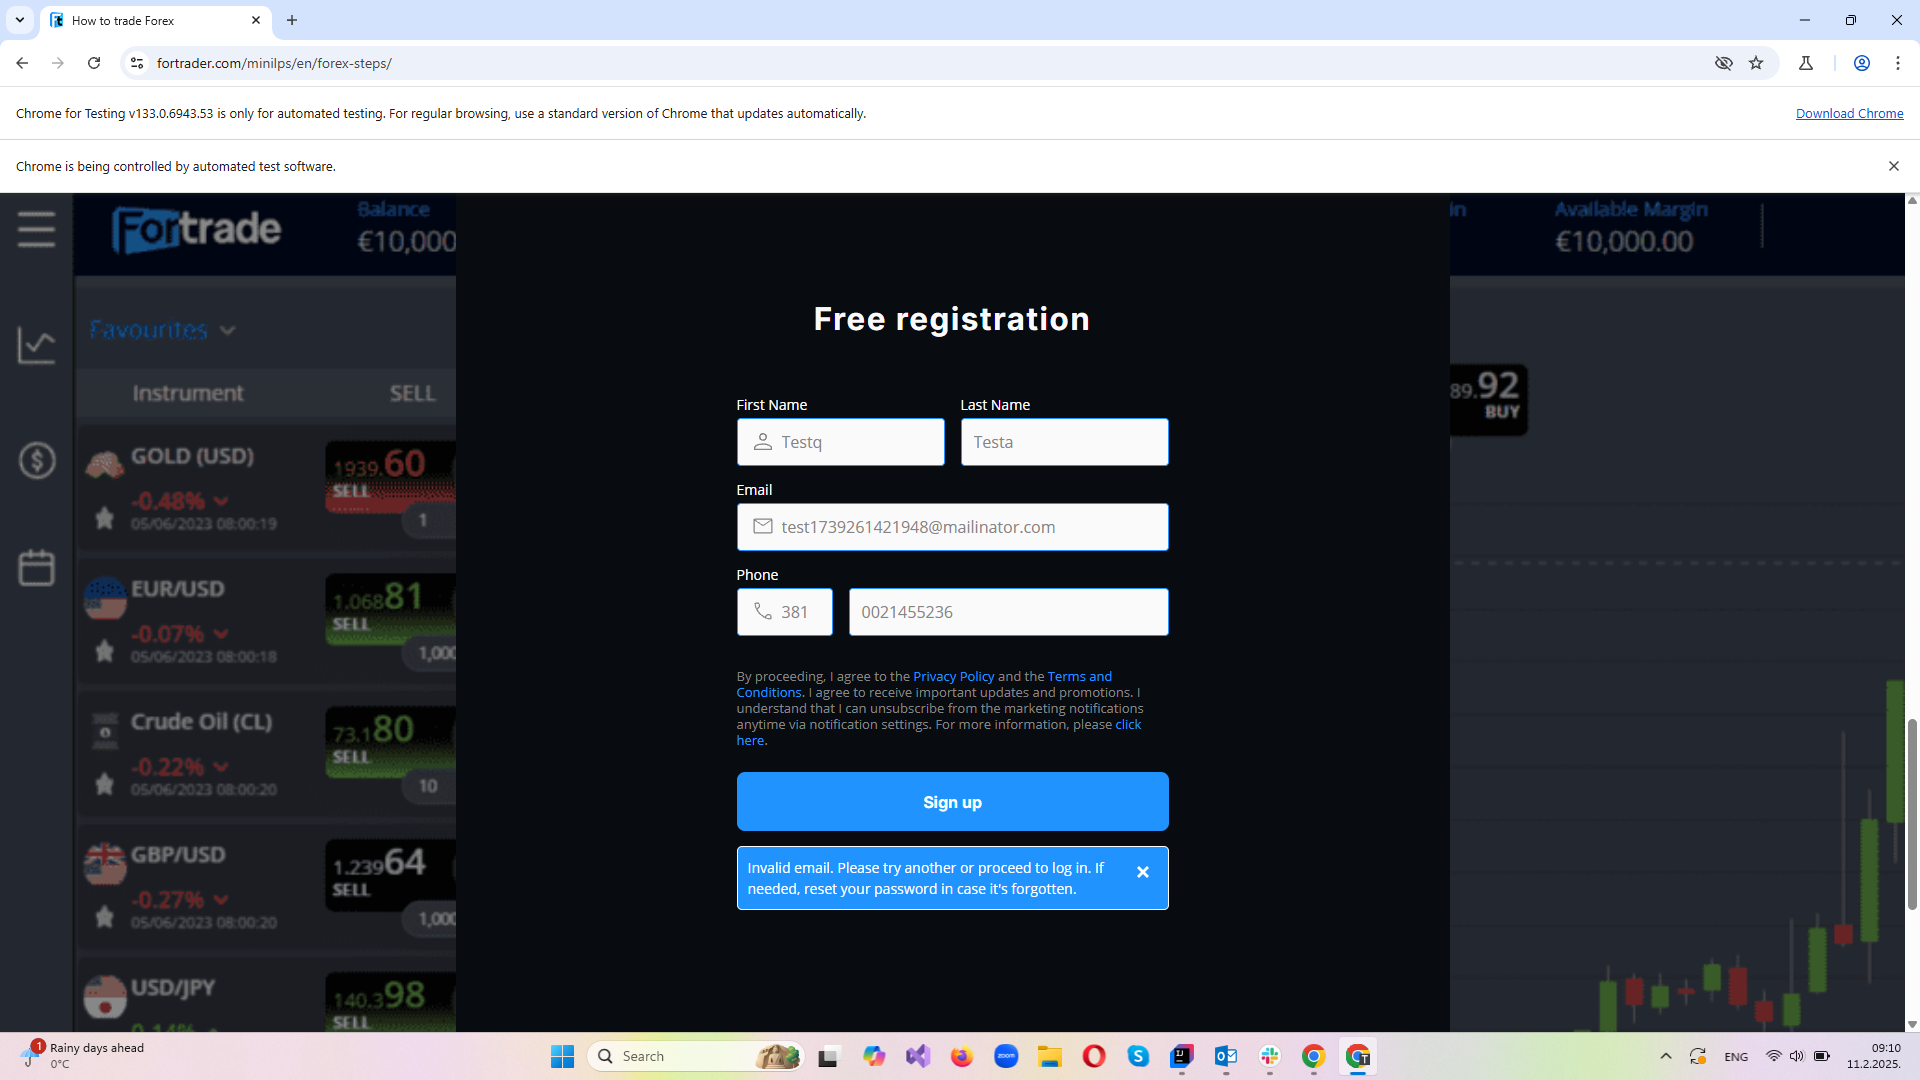 How to trade Forex
fortrader.com/minilps/en/forex-steps/
Chrome for Testing v133.0.6943.53 is only for automated testing. For regular browsing, use a standard version of Chrome that updates automatically.
Download Chrome
Chrome is being controlled by automated test software.
Fortrade
Balance
€10,000
in
Available Margin
€10,000.00
Favourites
Instrument
SELL
89.92
BUY
GOLD (USD)
-0.48%
05/06/2023 08:00:19
1939.60
SELL
1
EUR/USD
-0.07%
05/06/2023 08:00:18
1.06881
SELL
1,000
Crude Oil (CL)
-0.22%
05/06/2023 08:00:20
73.180
SELL
10
GBP/USD
-0.27%
05/06/2023 08:00:20
1.23964
SELL
1,000
USD/JPY
140.398
SELL
Free registration
First Name
Last Name
Testq
Testa
Email
test1739261421948@mailinator.com
Phone
381
0021455236
By proceeding, I agree to the Privacy Policy and the Terms and
Conditions. I agree to receive important updates and promotions. I
understand that I can unsubscribe from the marketing notifications
anytime via notification settings. For more information, please click
here.
Sign up
Invalid email. Please try another or proceed to log in. If
needed, reset your password in case it's forgotten.
1
Rainy days ahead
0°C
Search
zoom
ENG
09:10
11.2.2025.